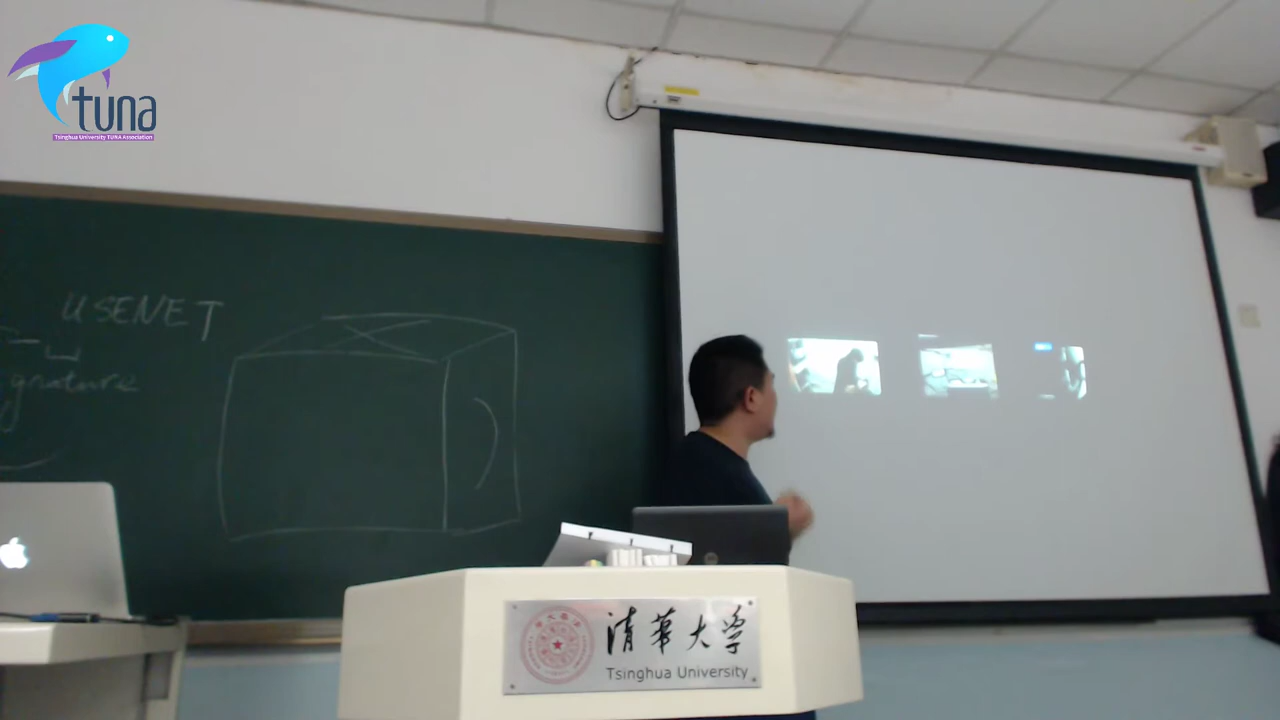 tuna
Tsinghua University TUNA Association
USENET
gnature
清華大学
Tsinghua University